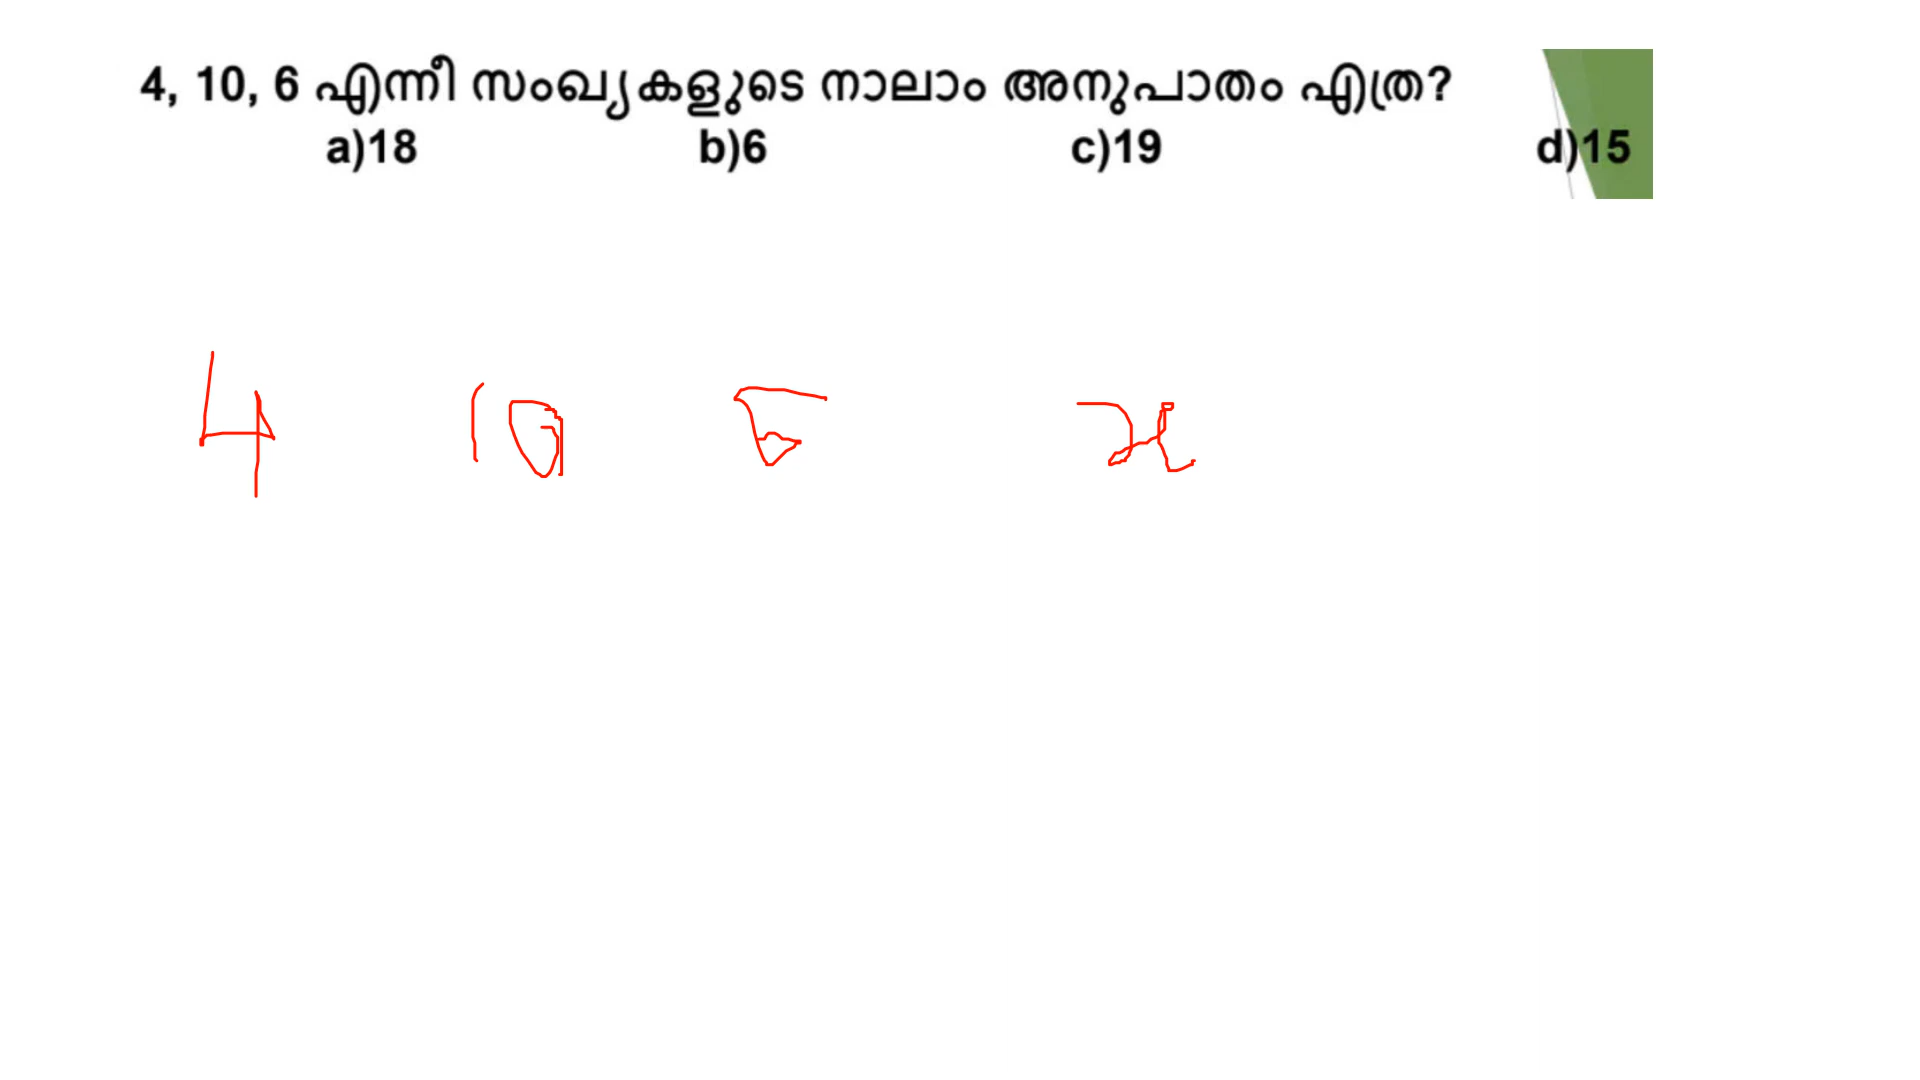 4, 10, 6 എന്നീ സംഖ്യകളുടെ നാലാം അനുപാതം എത്ര?
a)18 b)6 c)19 d)15
4 10 6 x